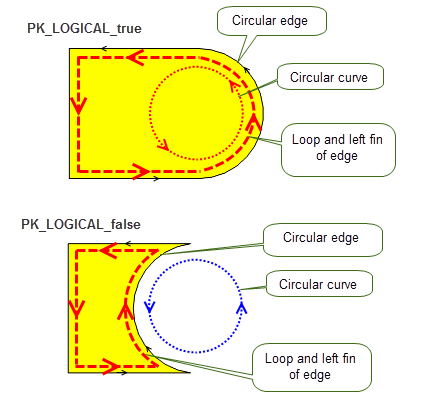 Circular edge
PK_LOGICAL_true
Circular curve
Loop and left fin
of edge
PK_LOGICAL_false
Circular edge
Circular curve
Loop and left fin
of edge